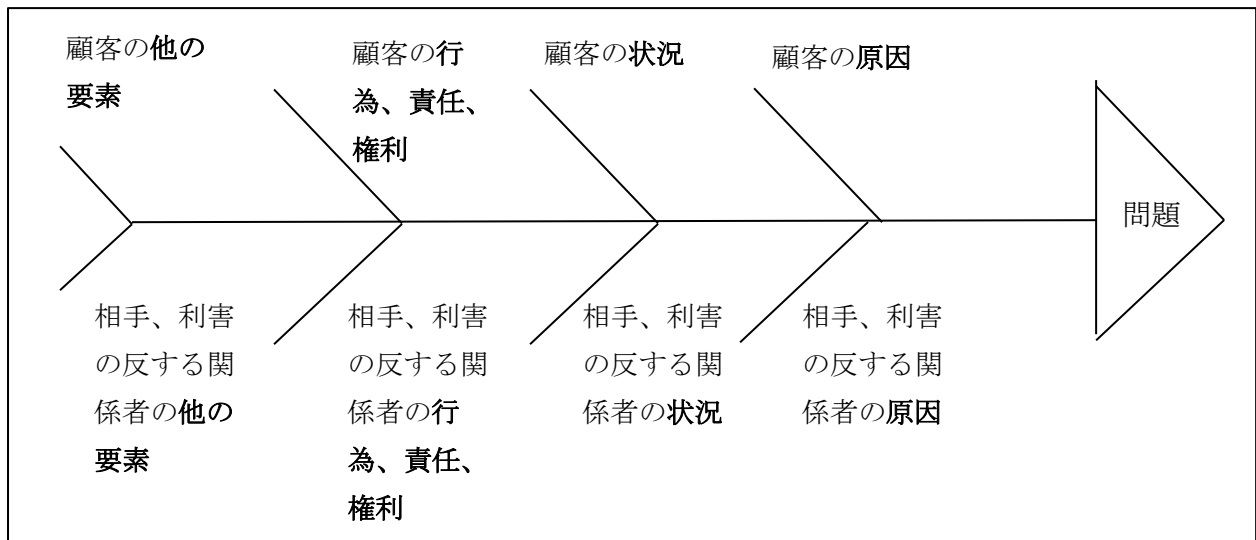 顧客の他の
要素
顧客の行
為、責任、
権利
顧客の状況
顧客の原因
問題
相手、利害
の反する関
係者の他の
要素
相手、利害
の反する関
係者の行
為、責任、
権利
相手、利害
の反する関
係者の状況
相手、利害
の反する関
係者の原因